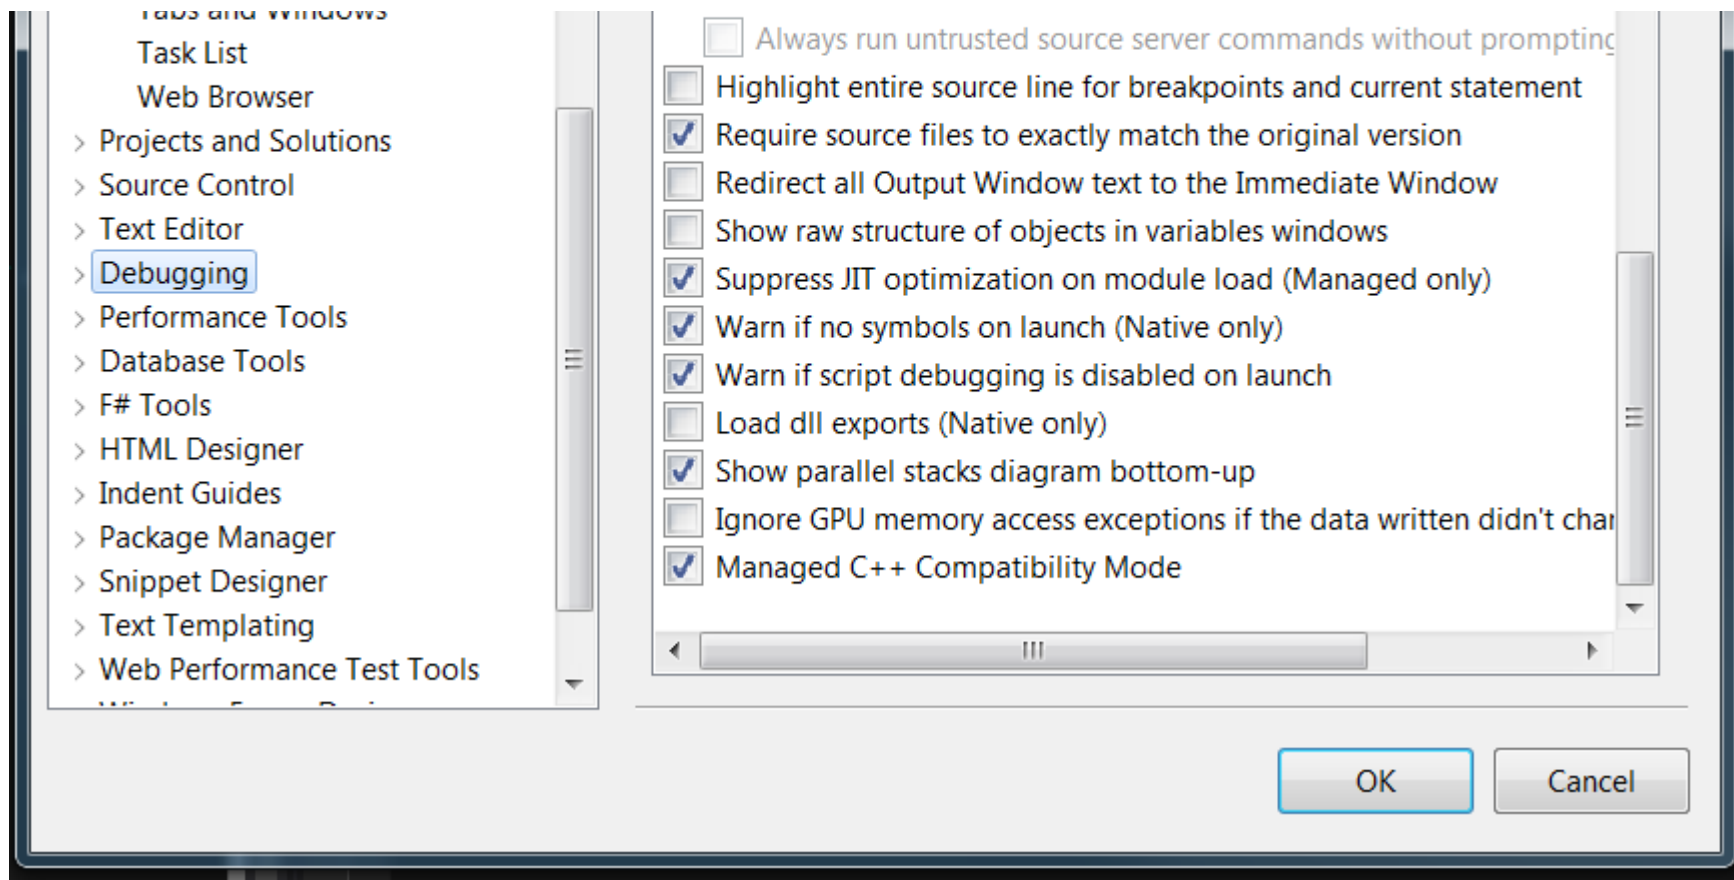 Tabs and Windows
Task List
Web Browser
Projects and Solutions
Source Control
Text Editor
Debugging
Performance Tools
Database Tools
F# Tools
HTML Designer
Indent Guides
Package Manager
Snippet Designer
Text Templating
Web Performance Test Tools
Always run untrusted source server commands without prompting
Highlight entire source line for breakpoints and current statement
Require source files to exactly match the original version
Redirect all Output Window text to the Immediate Window
Show raw structure of objects in variables windows
Suppress JIT optimization on module load (Managed only)
Warn if no symbols on launch (Native only)
Warn if script debugging is disabled on launch
Load dll exports (Native only)
Show parallel stacks diagram bottom-up
Ignore GPU memory access exceptions if the data written didn't char
Managed C++ Compatibility Mode
OK
Cancel